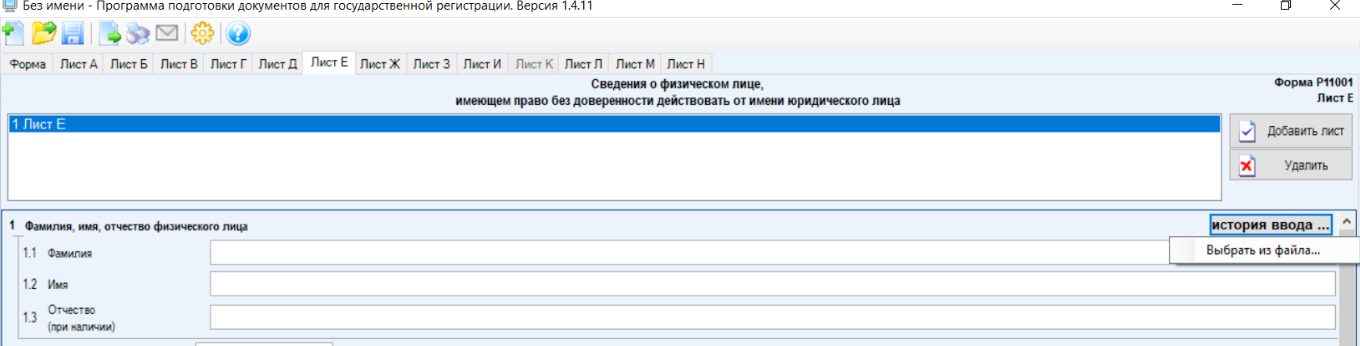 Без имени - Программа подготовки документов для государственной регистрации. Версия 1.4.11
Форма Лист А Лист Б Лист В Лист Г Лист Д Лист Е Лист Ж Лист З Лист И Лист К Лист Л Лист М Лист Н
Сведения о физическом лице,
имеющем право без доверенности действовать от имени юридического лица
Форма Р11001
Лист Е
1 Лист Е
Добавить лист
Удалить
1 Фамилия, имя, отчество физического лица
история ввода ...
Выбрать из файла...
1.1 Фамилия
1.2 Имя
1.3 Отчество
(при наличии)